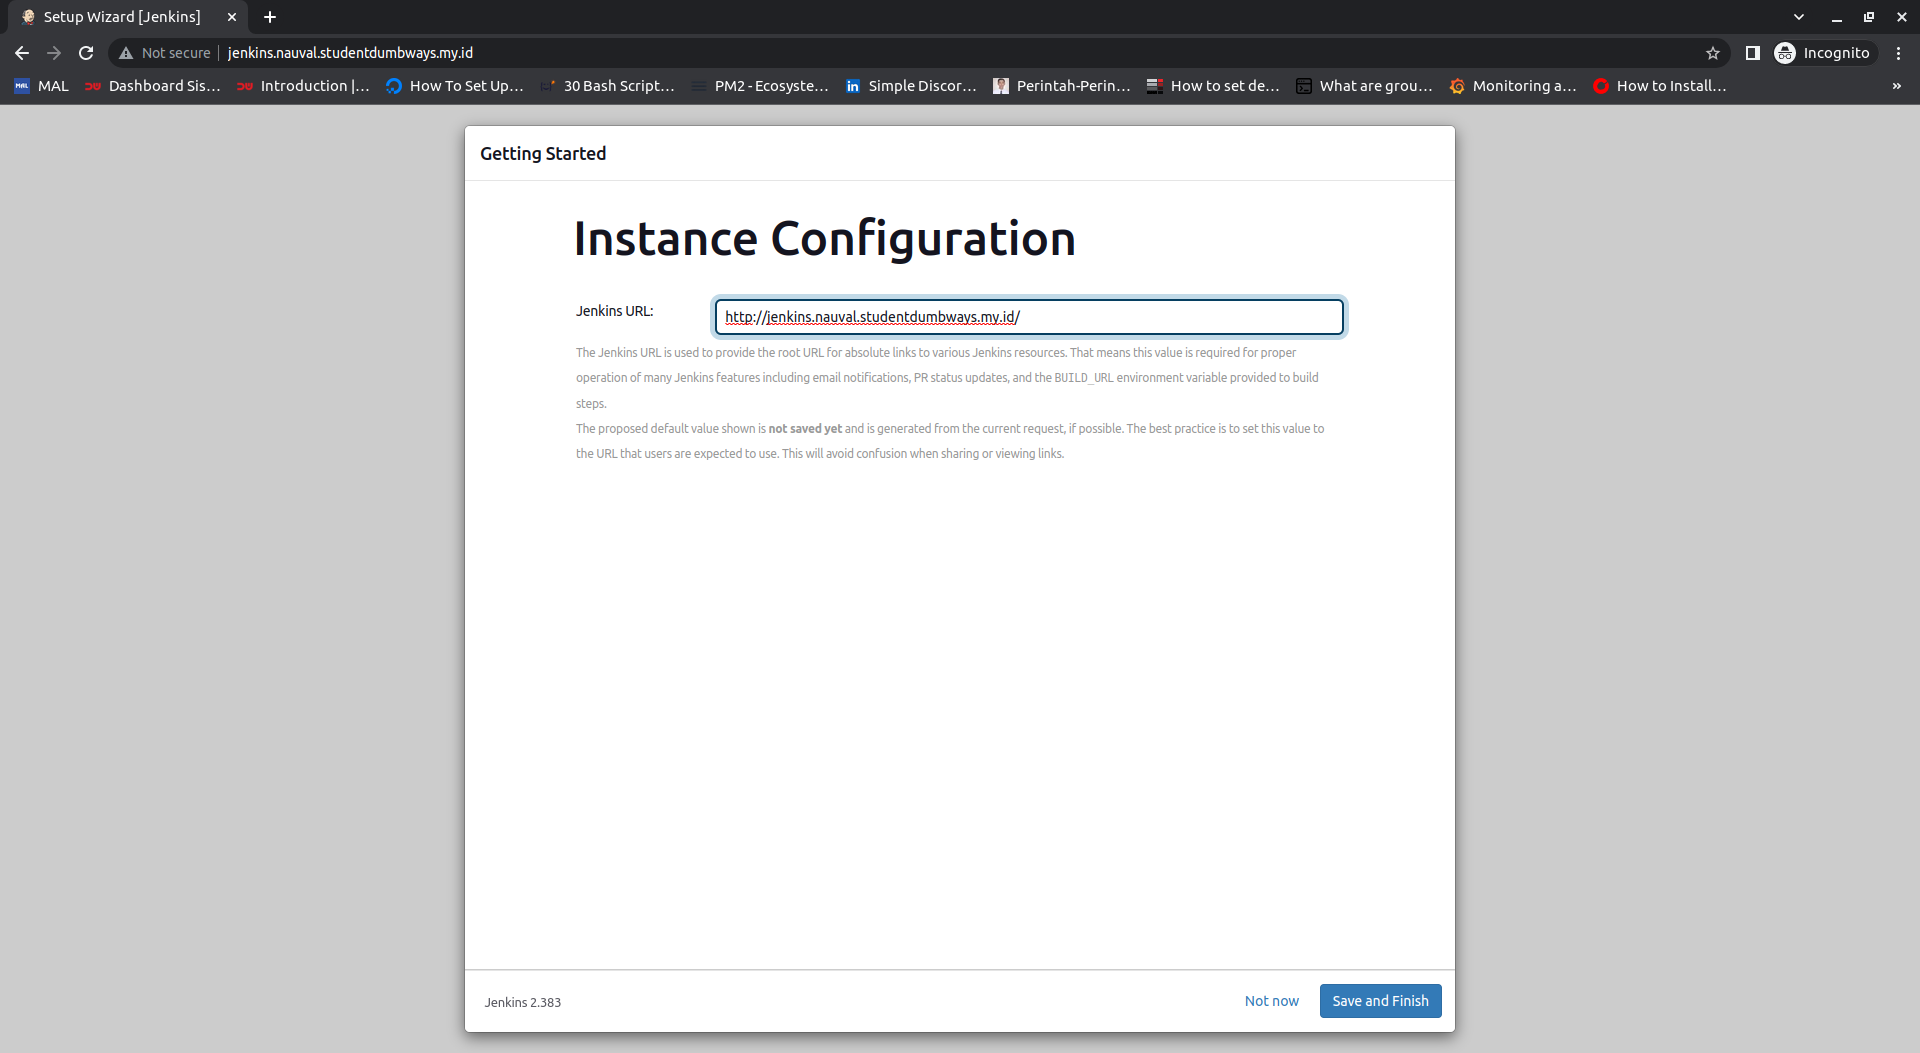 Setup Wizard [Jenkins]
Not secure
jenkins.nauval.studentdumbways.my.id
Incognito
MAL
MAL Dashboard Sis...
Introduction |...
How To Set Up...
30 Bash Script...
PM2 - Ecosyste...
in Simple Discor...
Perintah-Perin...
How to set de...
What are grou...
Monitoring a...
How to Install...
»
Getting Started
Instance Configuration
Jenkins URL:
http://jenkins.nauval.studentdumbways.my.id/
The Jenkins URL is used to provide the root URL for absolute links to various Jenkins resources. That means this value is required for proper
operation of many Jenkins features including email notifications, PR status updates, and the BUILD_URL environment variable provided to build
steps.
The proposed default value shown is not saved yet and is generated from the current request, if possible. The best practice is to set this value to
the URL that users are expected to use. This will avoid confusion when sharing or viewing links.
Jenkins 2.383
Not now
Save and Finish